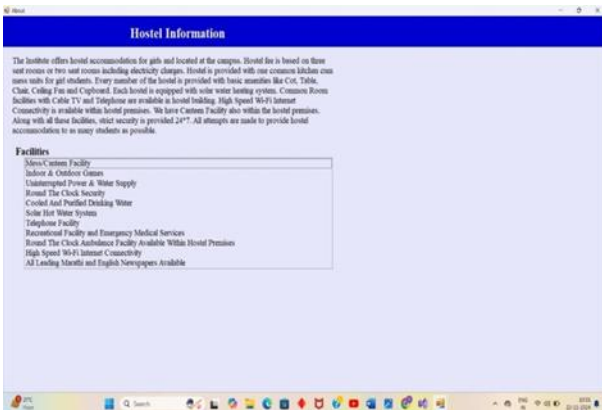 About
Hostel Information
The Institute offers hostel accommodation for girls and located at the campus. Hostel fee is based on three
seat rooms or two seat rooms including electricity charges. Hostel is provided with one common kitchen cum
mess units for girl students. Every member of the hostel is provided with basic amenities like Cot, Table,
Chair, Ceiling Fan and Cupboard. Each hostel is equipped with solar water heating system. Common Room
facilities with Cable TV and Telephone are available in hostel building. High Speed Wi-Fi Internet
Connectivity is available within hostel premises. We have Canteen Facility also within the hostel premises.
Along with all these facilities, strict security is provided 24*7. All attempts are made to provide hostel
accommodation to as many students as possible.
Facilities
Mess/Canteen Facility
Indoor & Outdoor Games
Uninterrupted Power & Water Supply
Round The Clock Security
Cooled And Purified Drinking Water
Solar Hot Water System
Telephone Facility
Recreational Facility and Emergency Medical Services
Round The Clock Ambulance Facility Available Within Hostel Premises
High Speed Wi-Fi Internet Connectivity
All Leading Marathi and English Newspapers Available
Search
ENG
IN